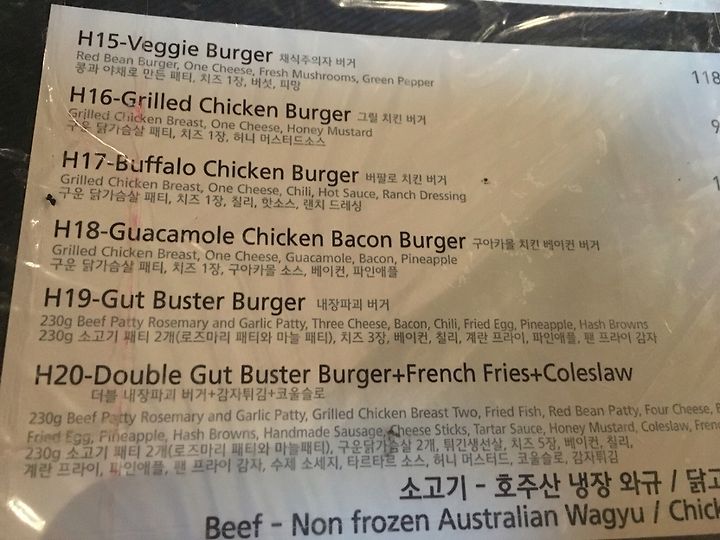 H15-Veggie Burger 채식주의자 버거
118
Red Bean Burger, One Cheese, Fresh Mushrooms, Green Pepper
콩과 야채로 만든 패티, 치즈 1장, 버섯, 피망
H16-Grilled Chicken Burger 그릴 치킨 버거
9
Grilled Chicken Breast, One Cheese, Honey Mustard
구운 닭가슴살 패티, 치즈 1장, 허니 머스터드소스
H17-Buffalo Chicken Burger 버팔로 치킨 버거
1
Grilled Chicken Breast, One Cheese, Chili, Hot Sauce, Ranch Dressing
구운 닭가슴살 패티, 치즈 1장, 칠리, 핫소스, 랜치 드레싱
H18-Guacamole Chicken Bacon Burger 구아카몰 치킨 베이컨 버거
Grilled Chicken Breast, One Cheese, Guacamole, Bacon, Pineapple
구운 닭가슴살 패티, 치즈 1장, 구아카몰 소스, 베이컨, 파인애플
H19-Gut Buster Burger 내장파괴 버거
230g Beef Patty Rosemary and Garlic Patty, Three Cheese, Bacon, Chili, Fried Egg, Pineapple, Hash Browns
230g 소고기 패티 2개(로즈마리 패티와 마늘 패티), 치즈 3장, 베이컨, 칠리, 계란 프라이, 파인애플, 팬 프라이 감자
H20-Double Gut Buster Burger+French Fries+Coleslaw
더블 내장파괴 버거+감자튀김+코울슬로
230g Beef Patty Rosemary and Garlic Patty, Grilled Chicken Breast Two, Fried Fish, Red Bean Patty, Four Cheese,
Fried Egg, Pineapple, Hash Browns, Handmade Sausage, Cheese Sticks, Tartar Sauce, Honey Mustard, Coleslaw, Fren
230g 소고기 패티 2개(로즈마리 패티와 마늘패티), 구운닭가슴살 2개, 튀긴생선살, 치즈 5장, 베이컨, 칠리,
계란 프라이, 파인애플, 팬 프라이 감자, 수제 소세지, 타르타르 소스, 허니 머스터드, 코울슬로, 감자튀김
소고기 - 호주산 냉장 와규 / 닭고
Beef - Non frozen Australian Wagyu / Chick